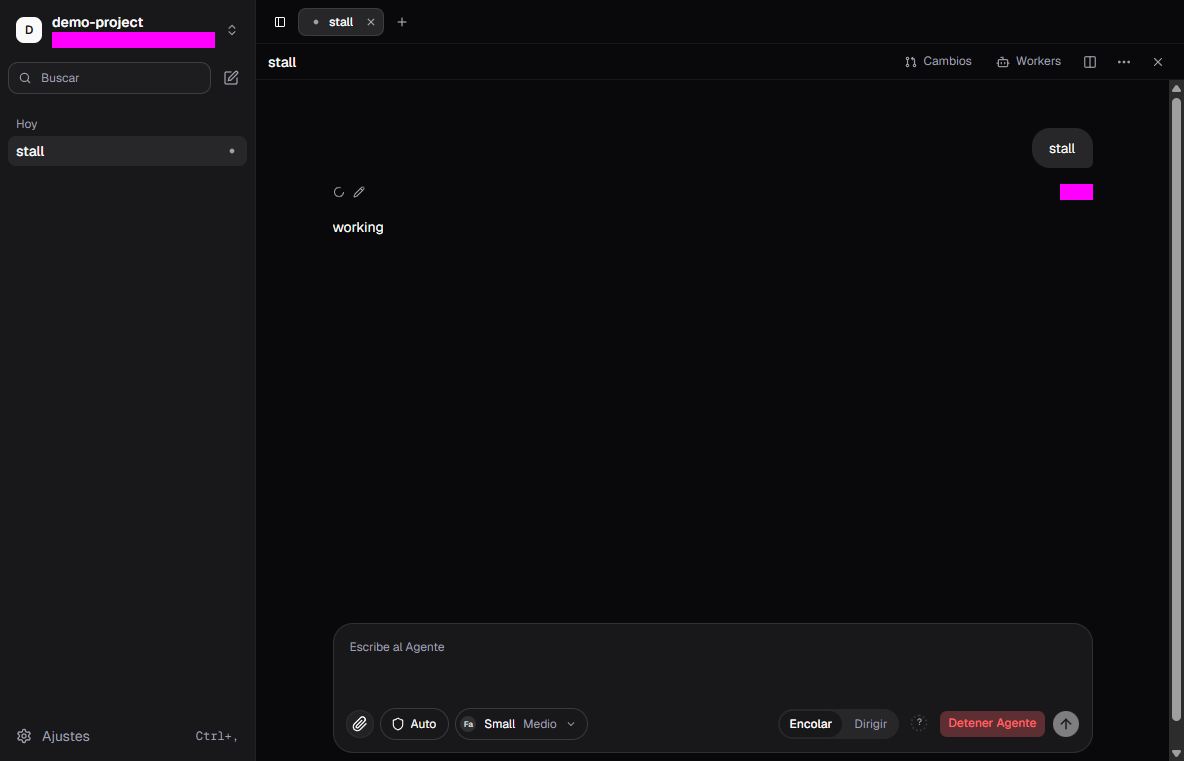 D
demo-project
Buscar
Hoy
stall
Ajustes
Ctrl+,
stall
stall
Cambios
Workers
stall
working
Escribe al Agente
Auto
Fa
Small
Medio
Encolar
Dirigir
?
Detener Agente